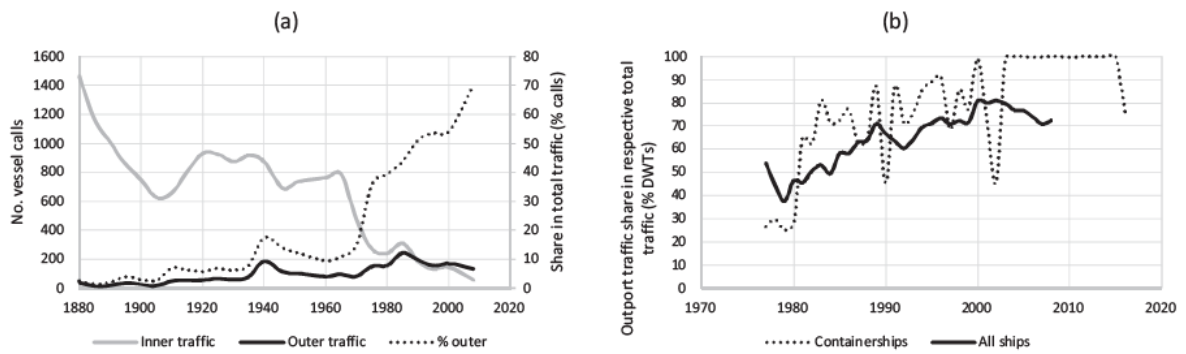 (a)
1600
1400
1200
1000
800
600
400
200
0
No. vessel calls
80
70
60
50
40
30
20
10
0
Share in total traffic (% calls)
1880 1900 1920 1940 1960 1980 2000 2020
Inner traffic Outer traffic % outer
(b)
100
90
80
70
60
50
40
30
20
10
0
Outport traffic share in respective total
traffic (% DWTs)
1970 1980 1990 2000 2010 2020
Containerships All ships